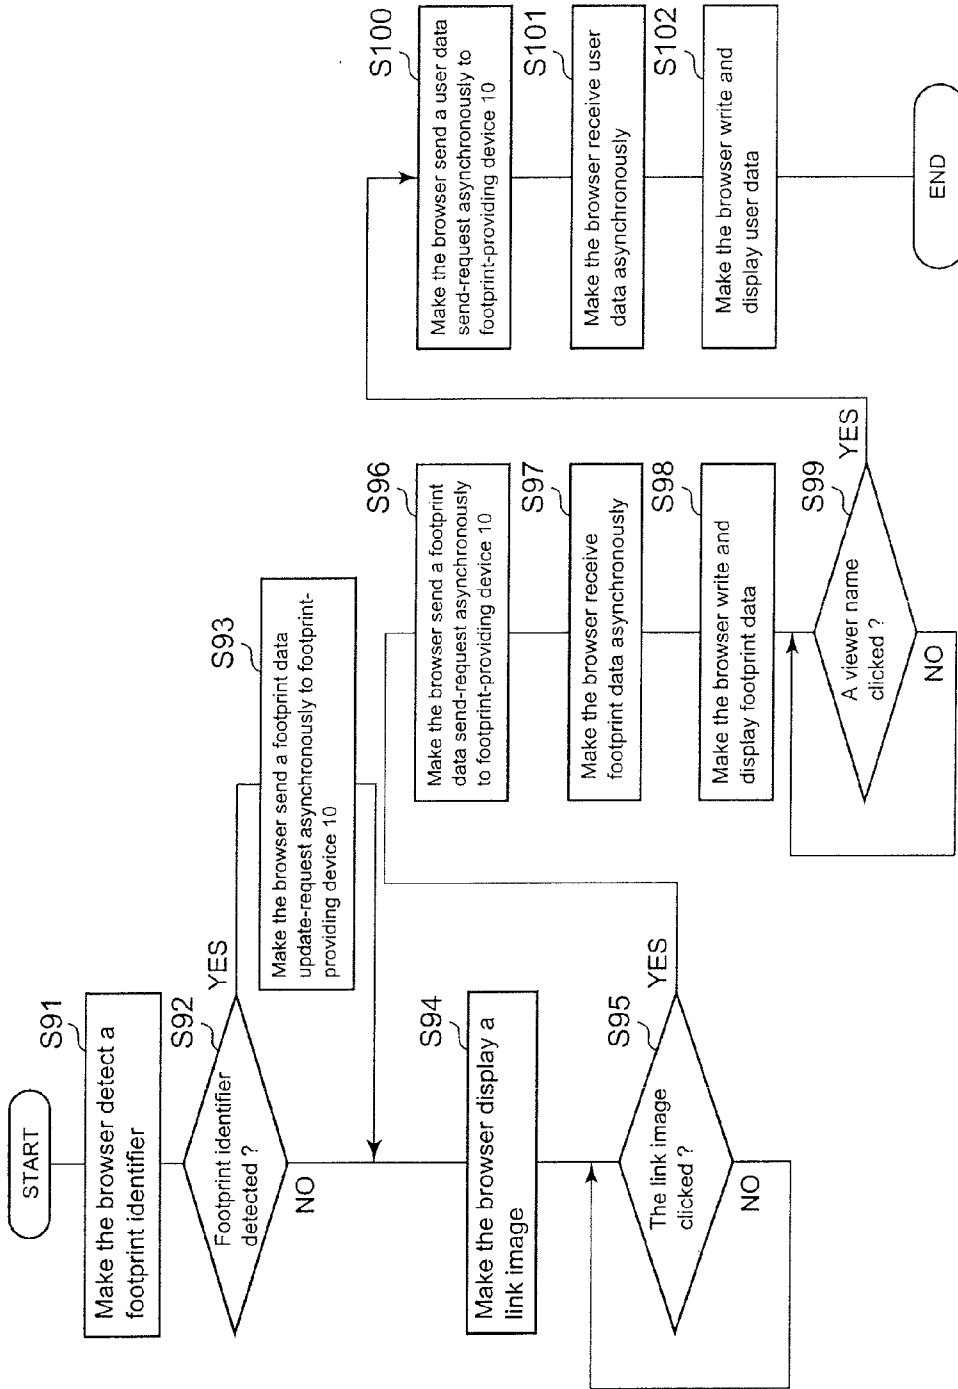 START
S91
Make the browser detect a
footprint identifier
S92
Footprint identifier
detected ?
YES
NO
S93
Make the browser send a footprint data
update-request asynchronously to footprint-
providing device 10
S94
Make the browser display a
link image
S95
The link image
clicked ?
YES
NO
S96
Make the browser send a footprint
data send-request asynchronously
to footprint-providing device 10
S97
Make the browser receive
footprint data asynchronously
S98
Make the browser write and
display footprint data
S99
A viewer name
clicked ?
YES
NO
S100
Make the browser send a user data
send-request asynchronously to
footprint-providing device 10
S101
Make the browser receive user
data asynchronously
S102
Make the browser write and
display user data
END